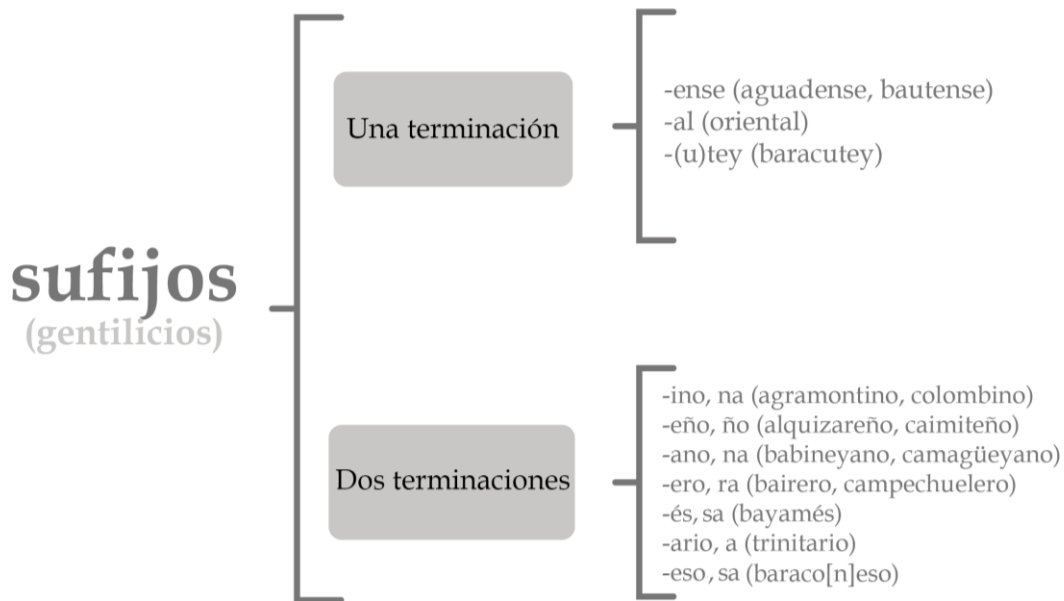 sufijos
(gentilicios)
Una terminación
-ense (aguadense, bautense)
-al (oriental)
-(u)tey (baracutey)
Dos terminaciones
-ino, na (agramontino, colombino)
-eño, ño (alquizareño, caimiteño)
-ano, na (babineyano, camagüeyano)
-ero, ra (bairero, campechuelero)
-és, sa (bayamés)
-ario, a (trinitario)
-eso, sa (baraco[n]eso)